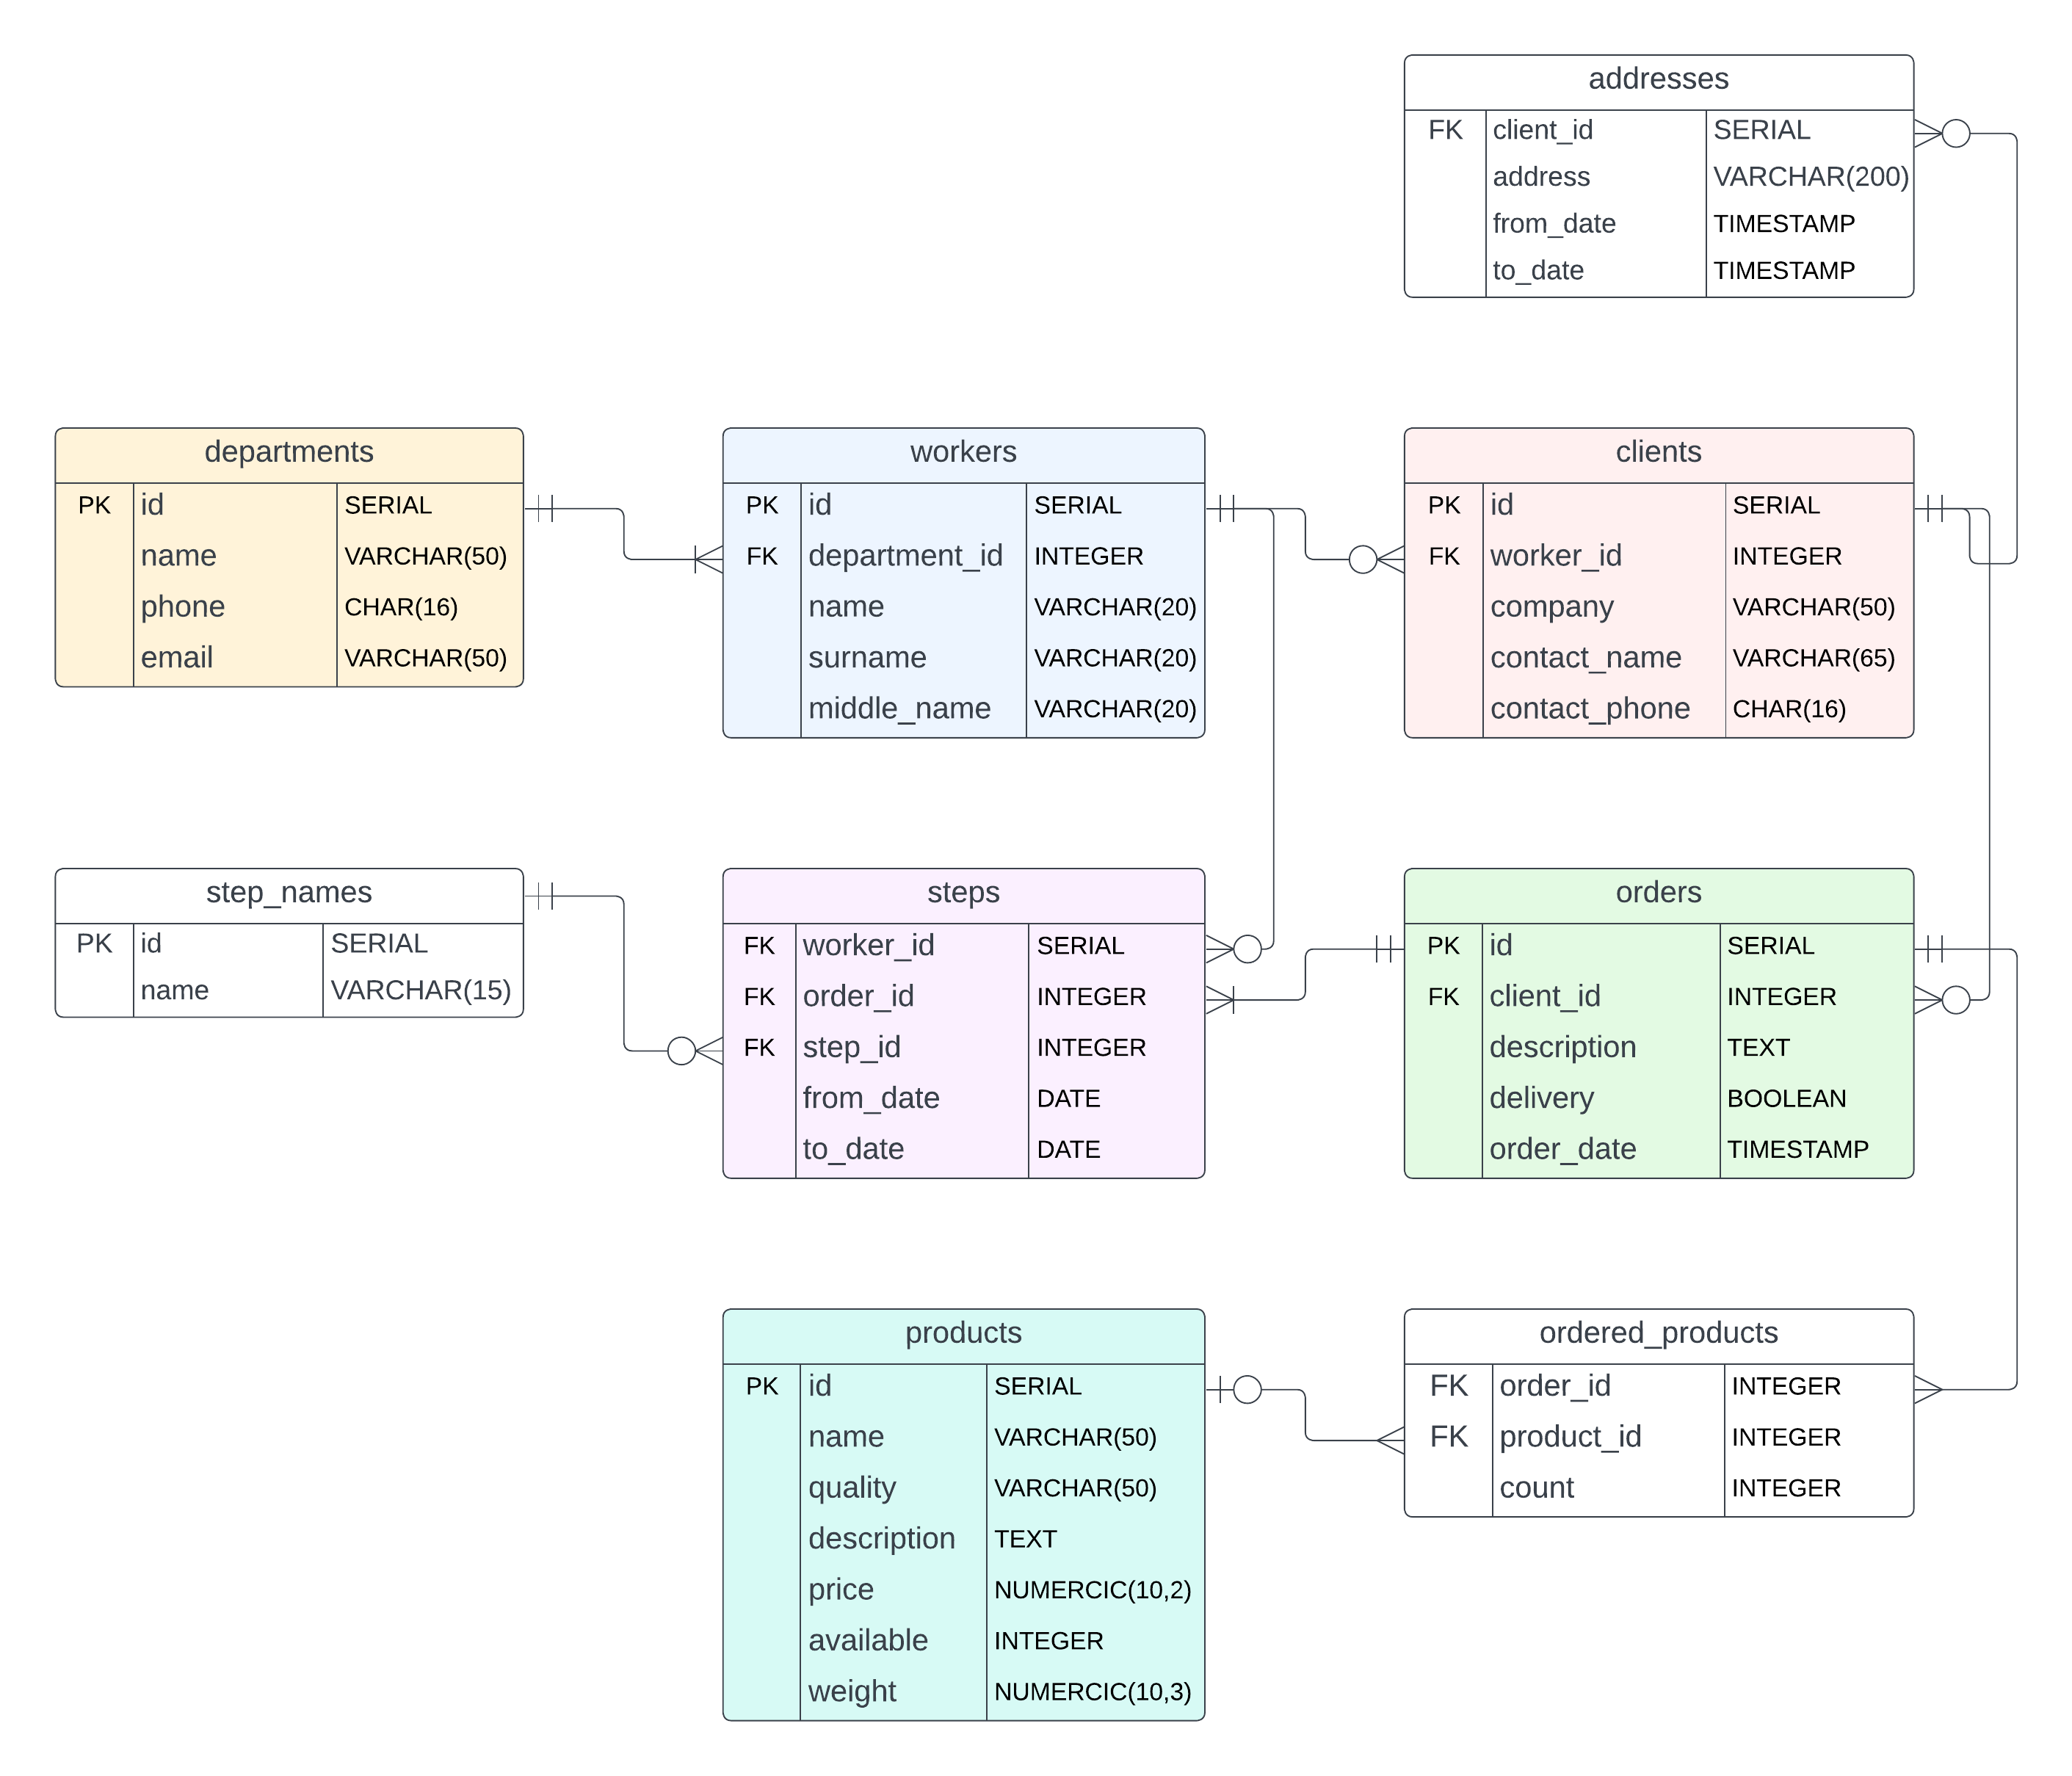 addresses
FK client_id SERIAL
address VARCHAR(200)
from_date TIMESTAMP
to_date TIMESTAMP
departments
PK id SERIAL
name VARCHAR(50)
phone CHAR(16)
email VARCHAR(50)
workers
PK id SERIAL
FK department_id INTEGER
name VARCHAR(20)
surname VARCHAR(20)
middle_name VARCHAR(20)
clients
PK id SERIAL
FK worker_id INTEGER
company VARCHAR(50)
contact_name VARCHAR(65)
contact_phone CHAR(16)
step_names
PK id SERIAL
name VARCHAR(15)
steps
FK worker_id SERIAL
FK order_id INTEGER
FK step_id INTEGER
from_date DATE
to_date DATE
orders
PK id SERIAL
FK client_id INTEGER
description TEXT
delivery BOOLEAN
order_date TIMESTAMP
products
PK id SERIAL
name VARCHAR(50)
quality VARCHAR(50)
description TEXT
price NUMERCIC(10,2)
available INTEGER
weight NUMERCIC(10,3)
ordered_products
FK order_id INTEGER
FK product_id INTEGER
count INTEGER